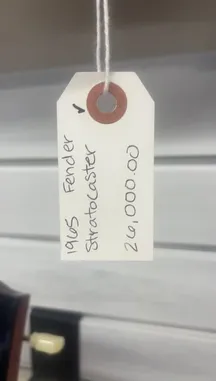 1965 Fender
Stratocaster
26,000.00